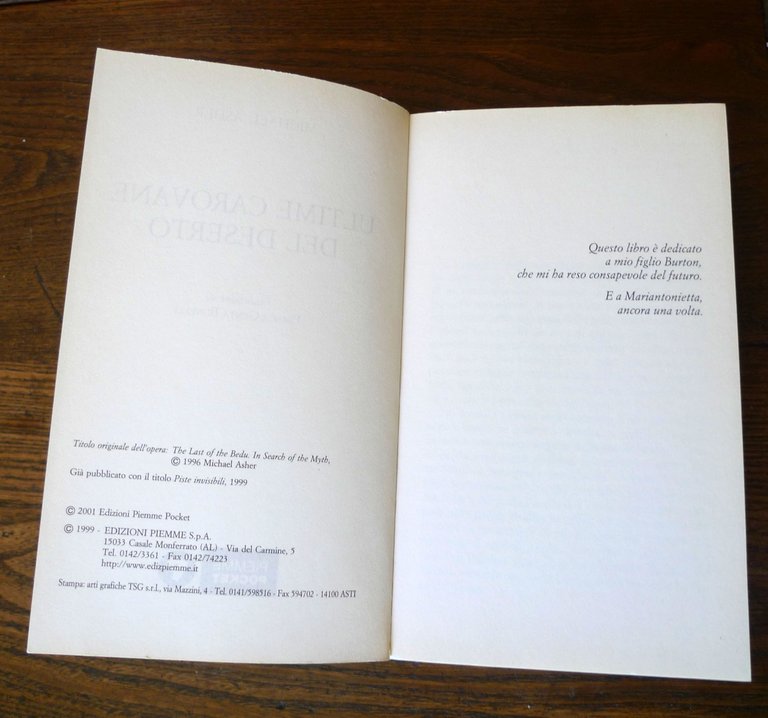 Titolo originale dell'opera: The Last of the Bedu. In Search of the Myth,
© 1996 Michael Asher
Già pubblicato con il titolo Piste invisibili, 1999
© 2001 Edizioni Piemme Pocket
© 1999 - EDIZIONI PIEMME S.p.A.
15033 Casale Monferrato (AL) - Via del Carmine, 5
Tel. 0142/3361 - Fax 0142/74223
http://www.edizpiemme.it
Stampa: arti grafiche TSG s.r.l., via Mazzini, 4 - Tel. 0141/598516 - Fax 594702 - 14100 ASTI
Questo libro è dedicato
a mio figlio Burton,
che mi ha reso consapevole del futuro.
E a Mariantonietta,
ancora una volta.
ULTIME CAROVANE
DEL DESERTO